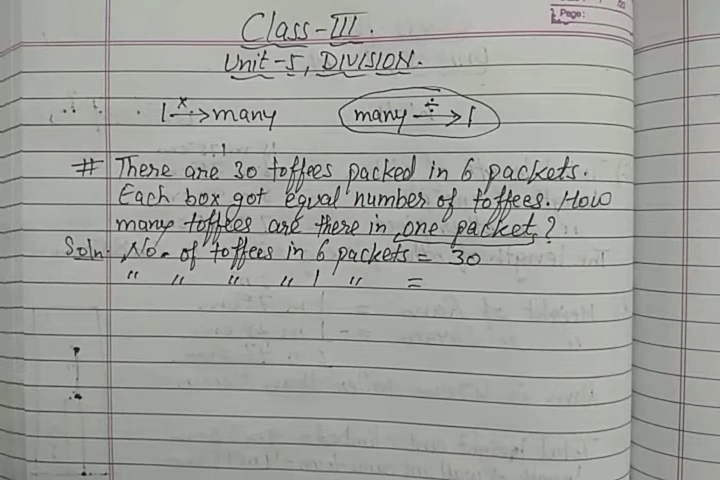 Page:
Class-III.
Unit-5, DIVISION.
1 —×→ many many —÷→ 1
# There are 30 toffees packed in 6 packets.
Each box got equal number of toffees. How
many toffees are there in one packet?
Soln. No. of toffees in 6 packets = 30
" " " " 1 " =